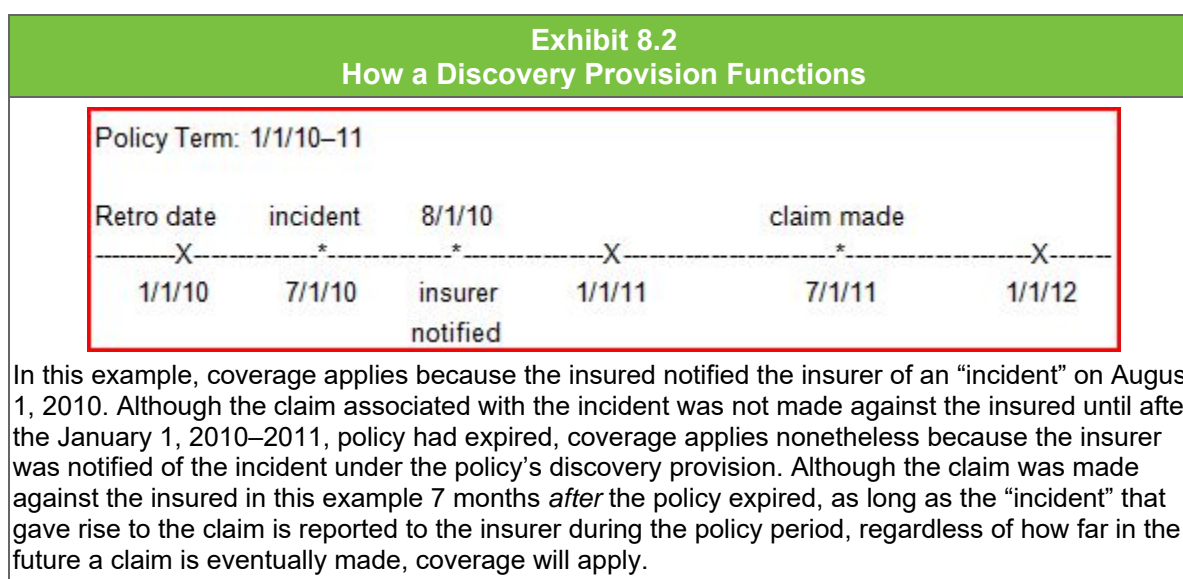 Exhibit 8.2
How a Discovery Provision Functions
Policy Term: 1/1/10–11
Retro date incident 8/1/10 claim made
----------X---------------*---------------*-----------------X-------------------------*-----------------------X-------
1/1/10 7/1/10 insurer 1/1/11 7/1/11 1/1/12
notified
In this example, coverage applies because the insured notified the insurer of an “incident” on Augus
1, 2010. Although the claim associated with the incident was not made against the insured until afte
the January 1, 2010–2011, policy had expired, coverage applies nonetheless because the insurer
was notified of the incident under the policy’s discovery provision. Although the claim was made
against the insured in this example 7 months after the policy expired, as long as the “incident” that
gave rise to the claim is reported to the insurer during the policy period, regardless of how far in the
future a claim is eventually made, coverage will apply.